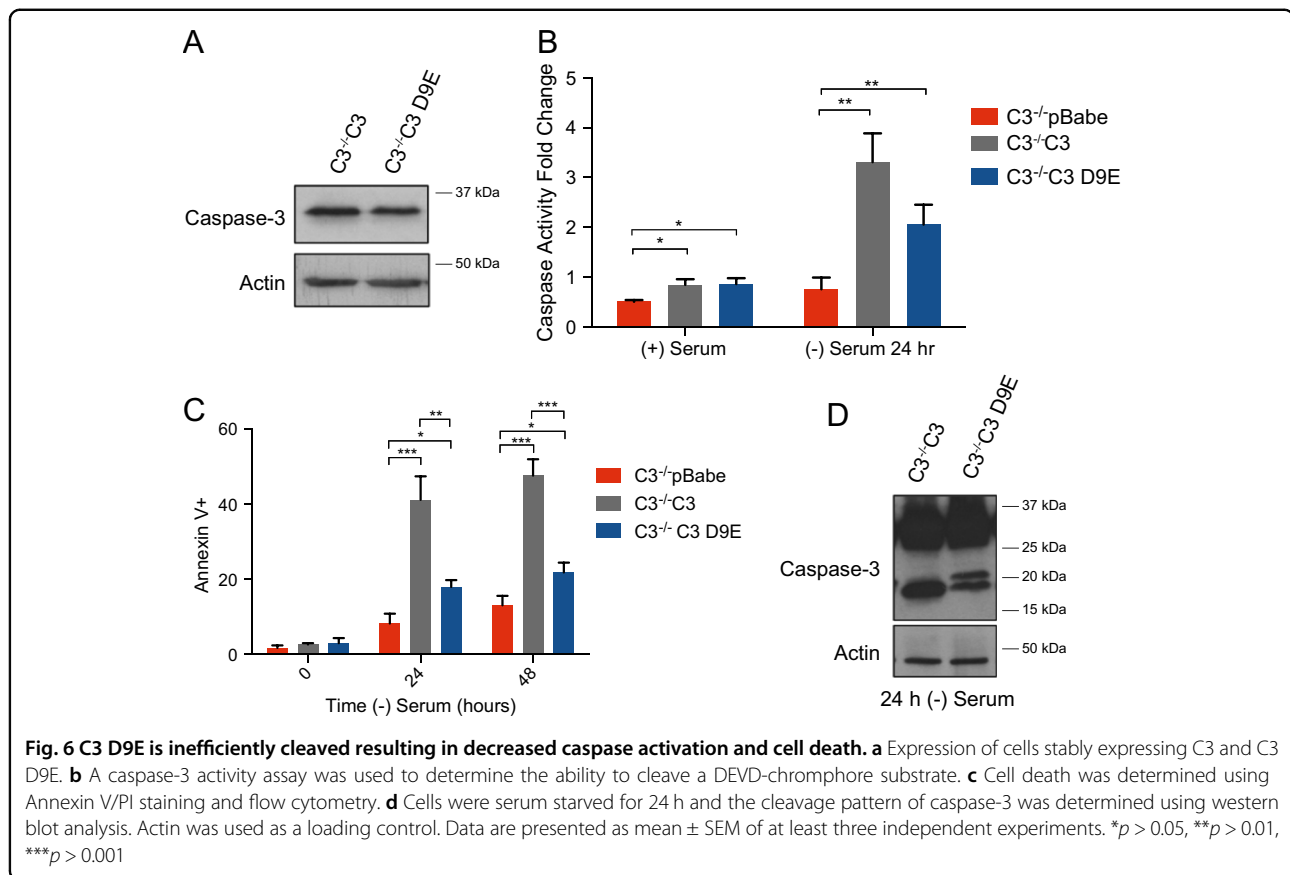 A
C3-/-C3
C3-/-C3 D9E
37 kDa
Caspase-3
50 kDa
Actin
B
Caspase Activity Fold Change
5
4
3
2
1
0
* * ** **
(+) Serum (-) Serum 24 hr
C3-/-pBabe
C3-/-C3
C3-/-C3 D9E
C
Annexin V+
60
40
20
0
*** * ** *** * ***
0 24 48
Time (-) Serum (hours)
C3-/-pBabe
C3-/-C3
C3-/- C3 D9E
D
C3-/-C3
C3-/-C3 D9E
37 kDa
25 kDa
Caspase-3
20 kDa
15 kDa
50 kDa
Actin
24 h (-) Serum
Fig. 6 C3 D9E is inefficiently cleaved resulting in decreased caspase activation and cell death. a Expression of cells stably expressing C3 and C3
D9E. b A caspase-3 activity assay was used to determine the ability to cleave a DEVD-chromphore substrate. c Cell death was determined using
Annexin V/PI staining and flow cytometry. d Cells were serum starved for 24 h and the cleavage pattern of caspase-3 was determined using western
blot analysis. Actin was used as a loading control. Data are presented as mean ± SEM of at least three independent experiments. *p > 0.05, **p > 0.01,
***p > 0.001